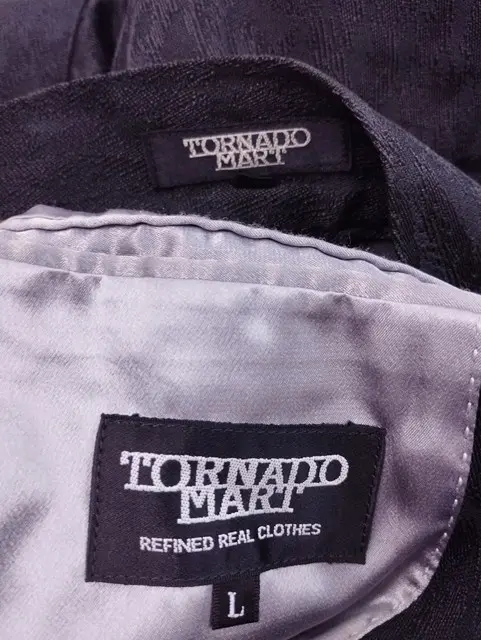 TORNADO
MART
TORNADO
MART
REFINED REAL CLOTHES
L